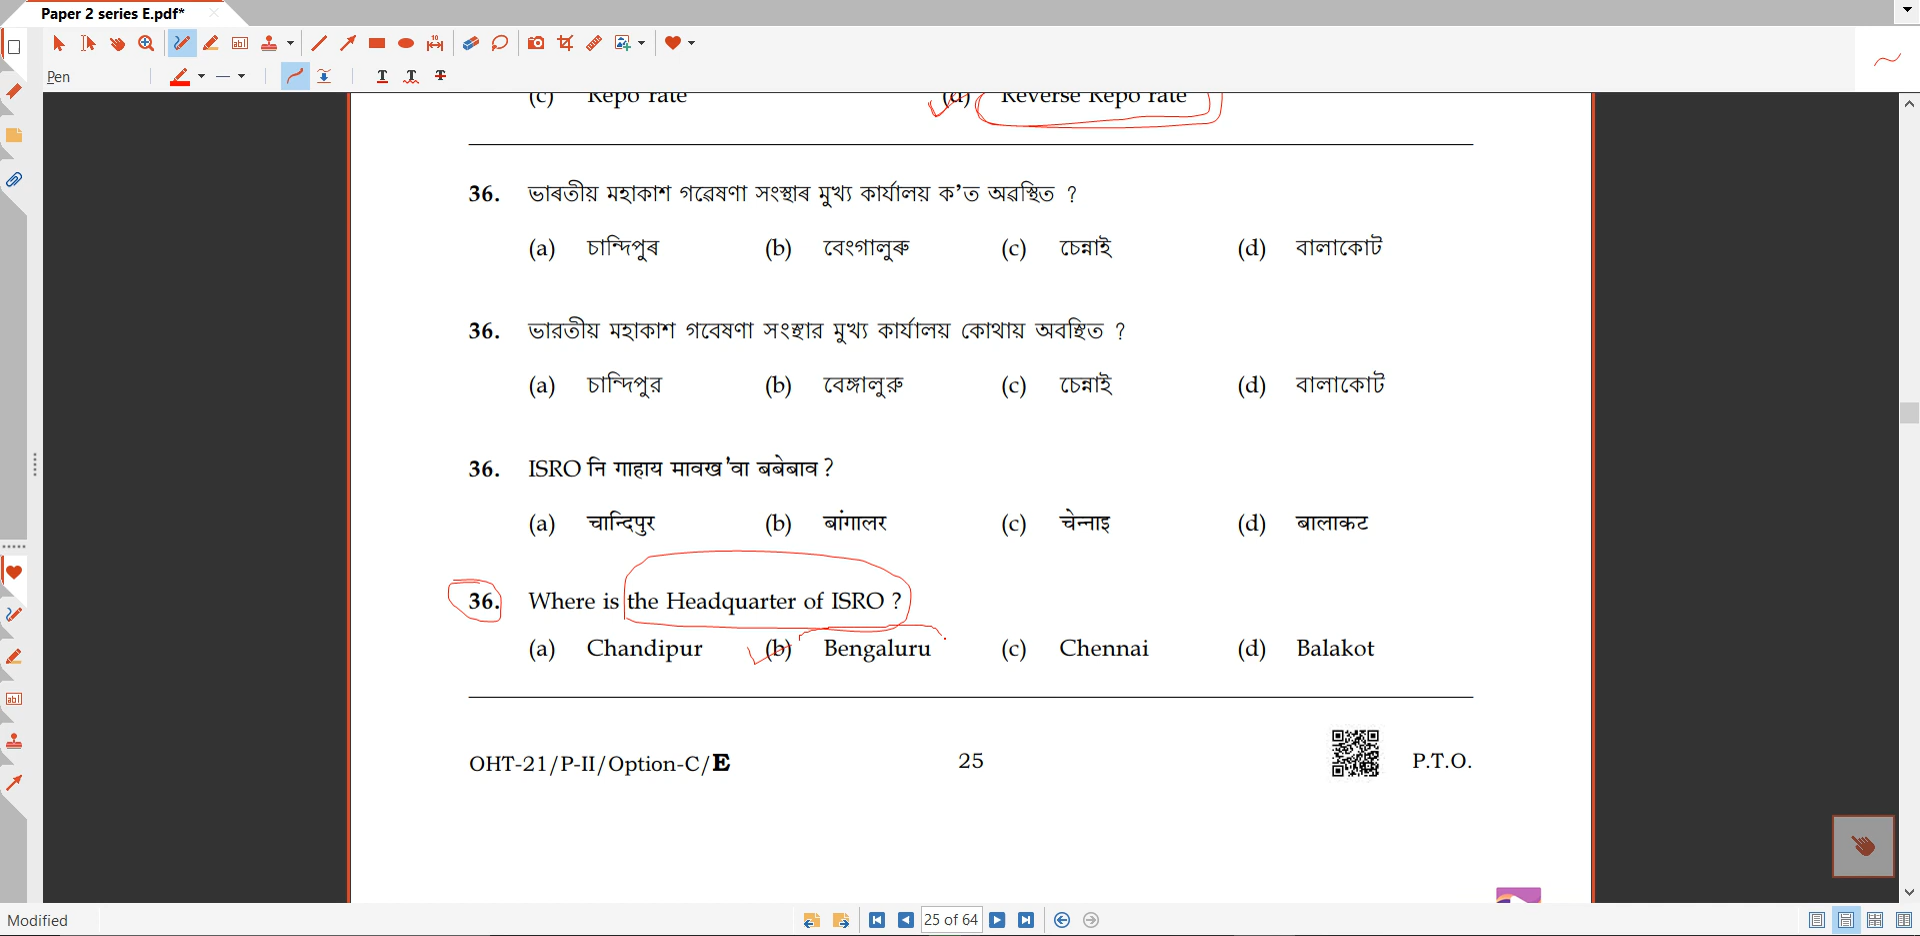 Paper 2 series E.pdf*
Pen
(c) Repo rate (d) Reverse Repo rate
36. ভাৰতীয় মহাকাশ গৱেষণা সংস্থাৰ মুখ্য কাৰ্যালয় ক’ত অৱস্থিত ?
(a) চান্দিপুৰ (b) বেংগালুৰু (c) চেন্নাই (d) বালাকোট
36. ভারতীয় মহাকাশ গবেষণা সংস্থার মুখ্য কার্যালয় কোথায় অবস্থিত ?
(a) চান্দিপুর (b) বেঙ্গালুরু (c) চেন্নাই (d) বালাকোট
36. ISRO नि गाहाय मावख'वा बबेबाव ?
(a) चान्दिपुर (b) बांगालर (c) चेन्नाइ (d) बालाकट
36. Where is the Headquarter of ISRO ?
(a) Chandipur (b) Bengaluru (c) Chennai (d) Balakot
OHT-21/P-II/Option-C/E 25 P.T.O.
Modified 25 of 64